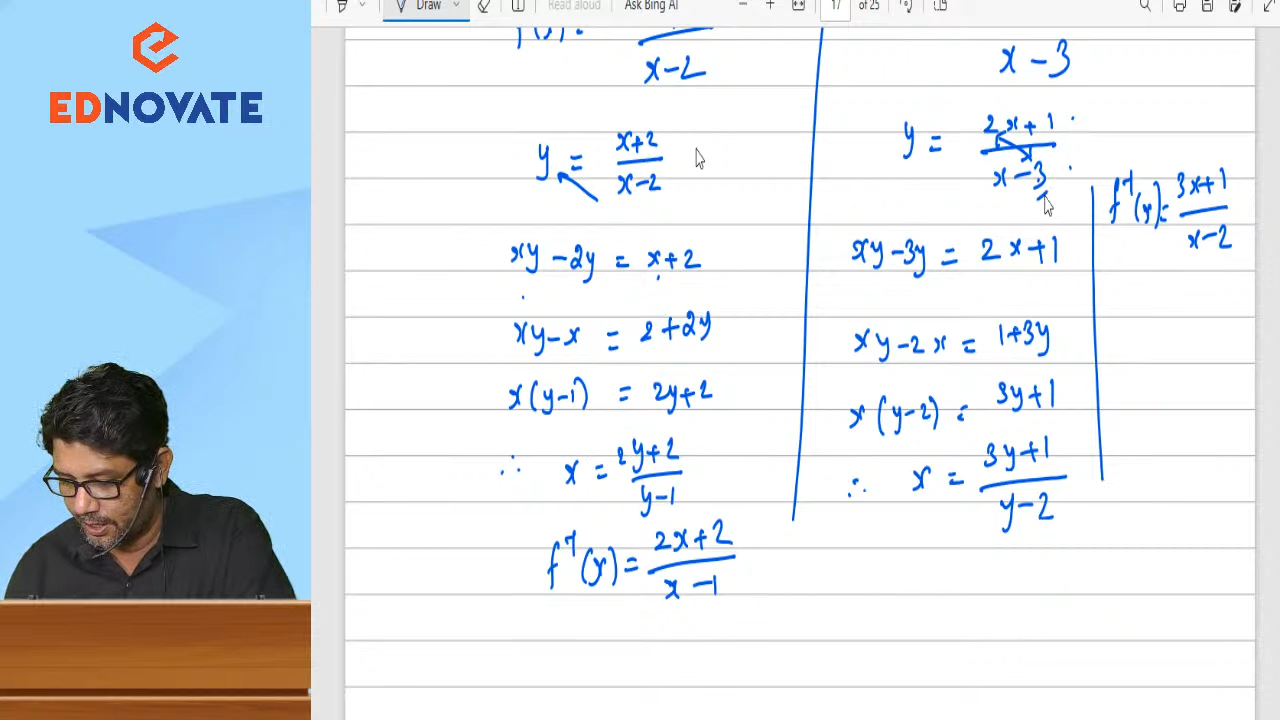 Draw
Read aloud
Ask Bing AI
17 of 25
EDNOVATE
x-2
y = x+2/x-2
xy - 2y = x+2
xy-x = 2+2y
x(y-1) = 2y+2
∴ x = 2y+2/y-1
f⁻¹(x) = 2x+2/x-1
x-3
y = 2x+1/x-3
xy-3y = 2x+1
xy-2x = 1+3y
x(y-2) = 3y+1
∴ x = 3y+1/y-2
f⁻¹(x) = 3x+1/x-2